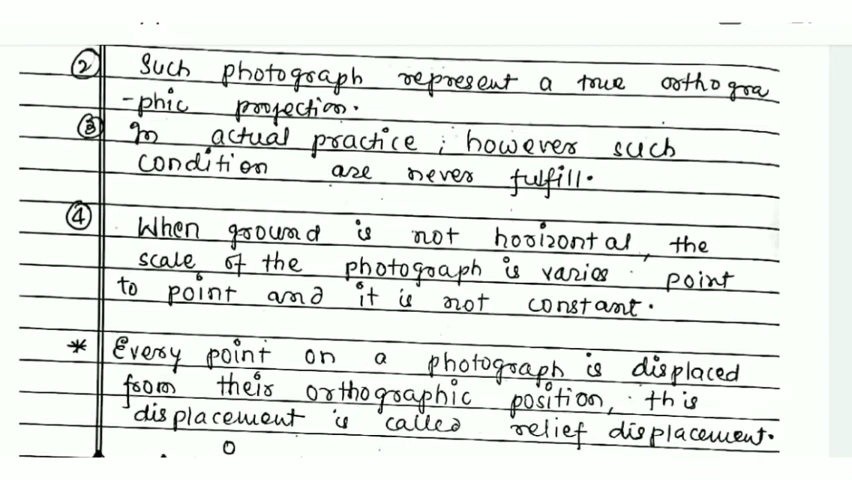 ② Such photograph represent a true orthogra
-phic projection.
③ In actual practice ; however such
condition are never fulfill.
④ When ground is not horizontal, the
scale of the photograph is varies point
to point and it is not constant.
* Every point on a photograph is displaced
from their orthographic position, this
displacement is called relief displacement.